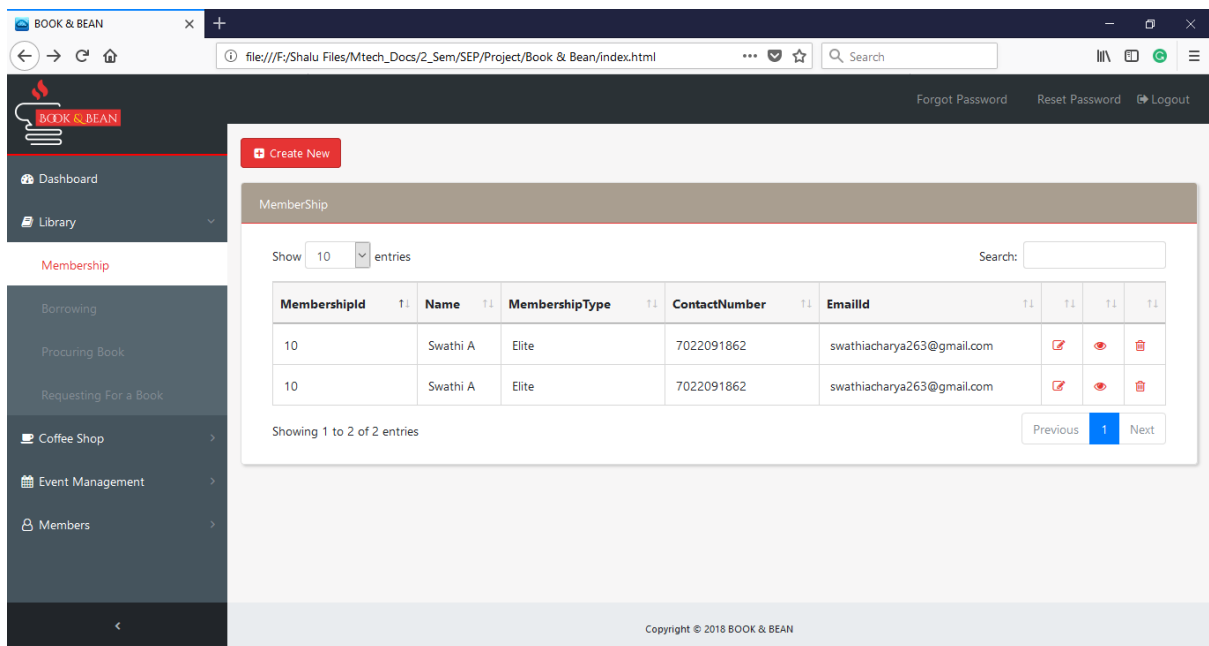 BOOK & BEAN
file:///F:/Shalu Files/Mtech_Docs/2_Sem/SEP/Project/Book & Bean/index.html
Search
BOOK & BEAN
Forgot Password Reset Password Logout
Create New
Dashboard
Library
Membership
Borrowing
Procuring Book
Requesting For a Book
Coffee Shop
Event Management
Members
MemberShip
Show 10 entries Search:
MembershipId Name MembershipType ContactNumber EmailId
10 Swathi A Elite 7022091862 swathiacharya263@gmail.com
10 Swathi A Elite 7022091862 swathiacharya263@gmail.com
Showing 1 to 2 of 2 entries Previous 1 Next
Copyright © 2018 BOOK & BEAN